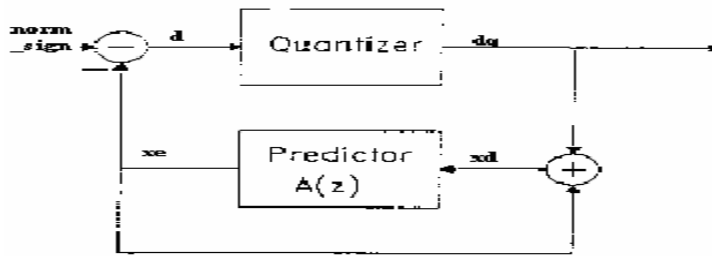 norm
_sign
d
Quantizer
dq
xe
Predictor
A(z)
xd